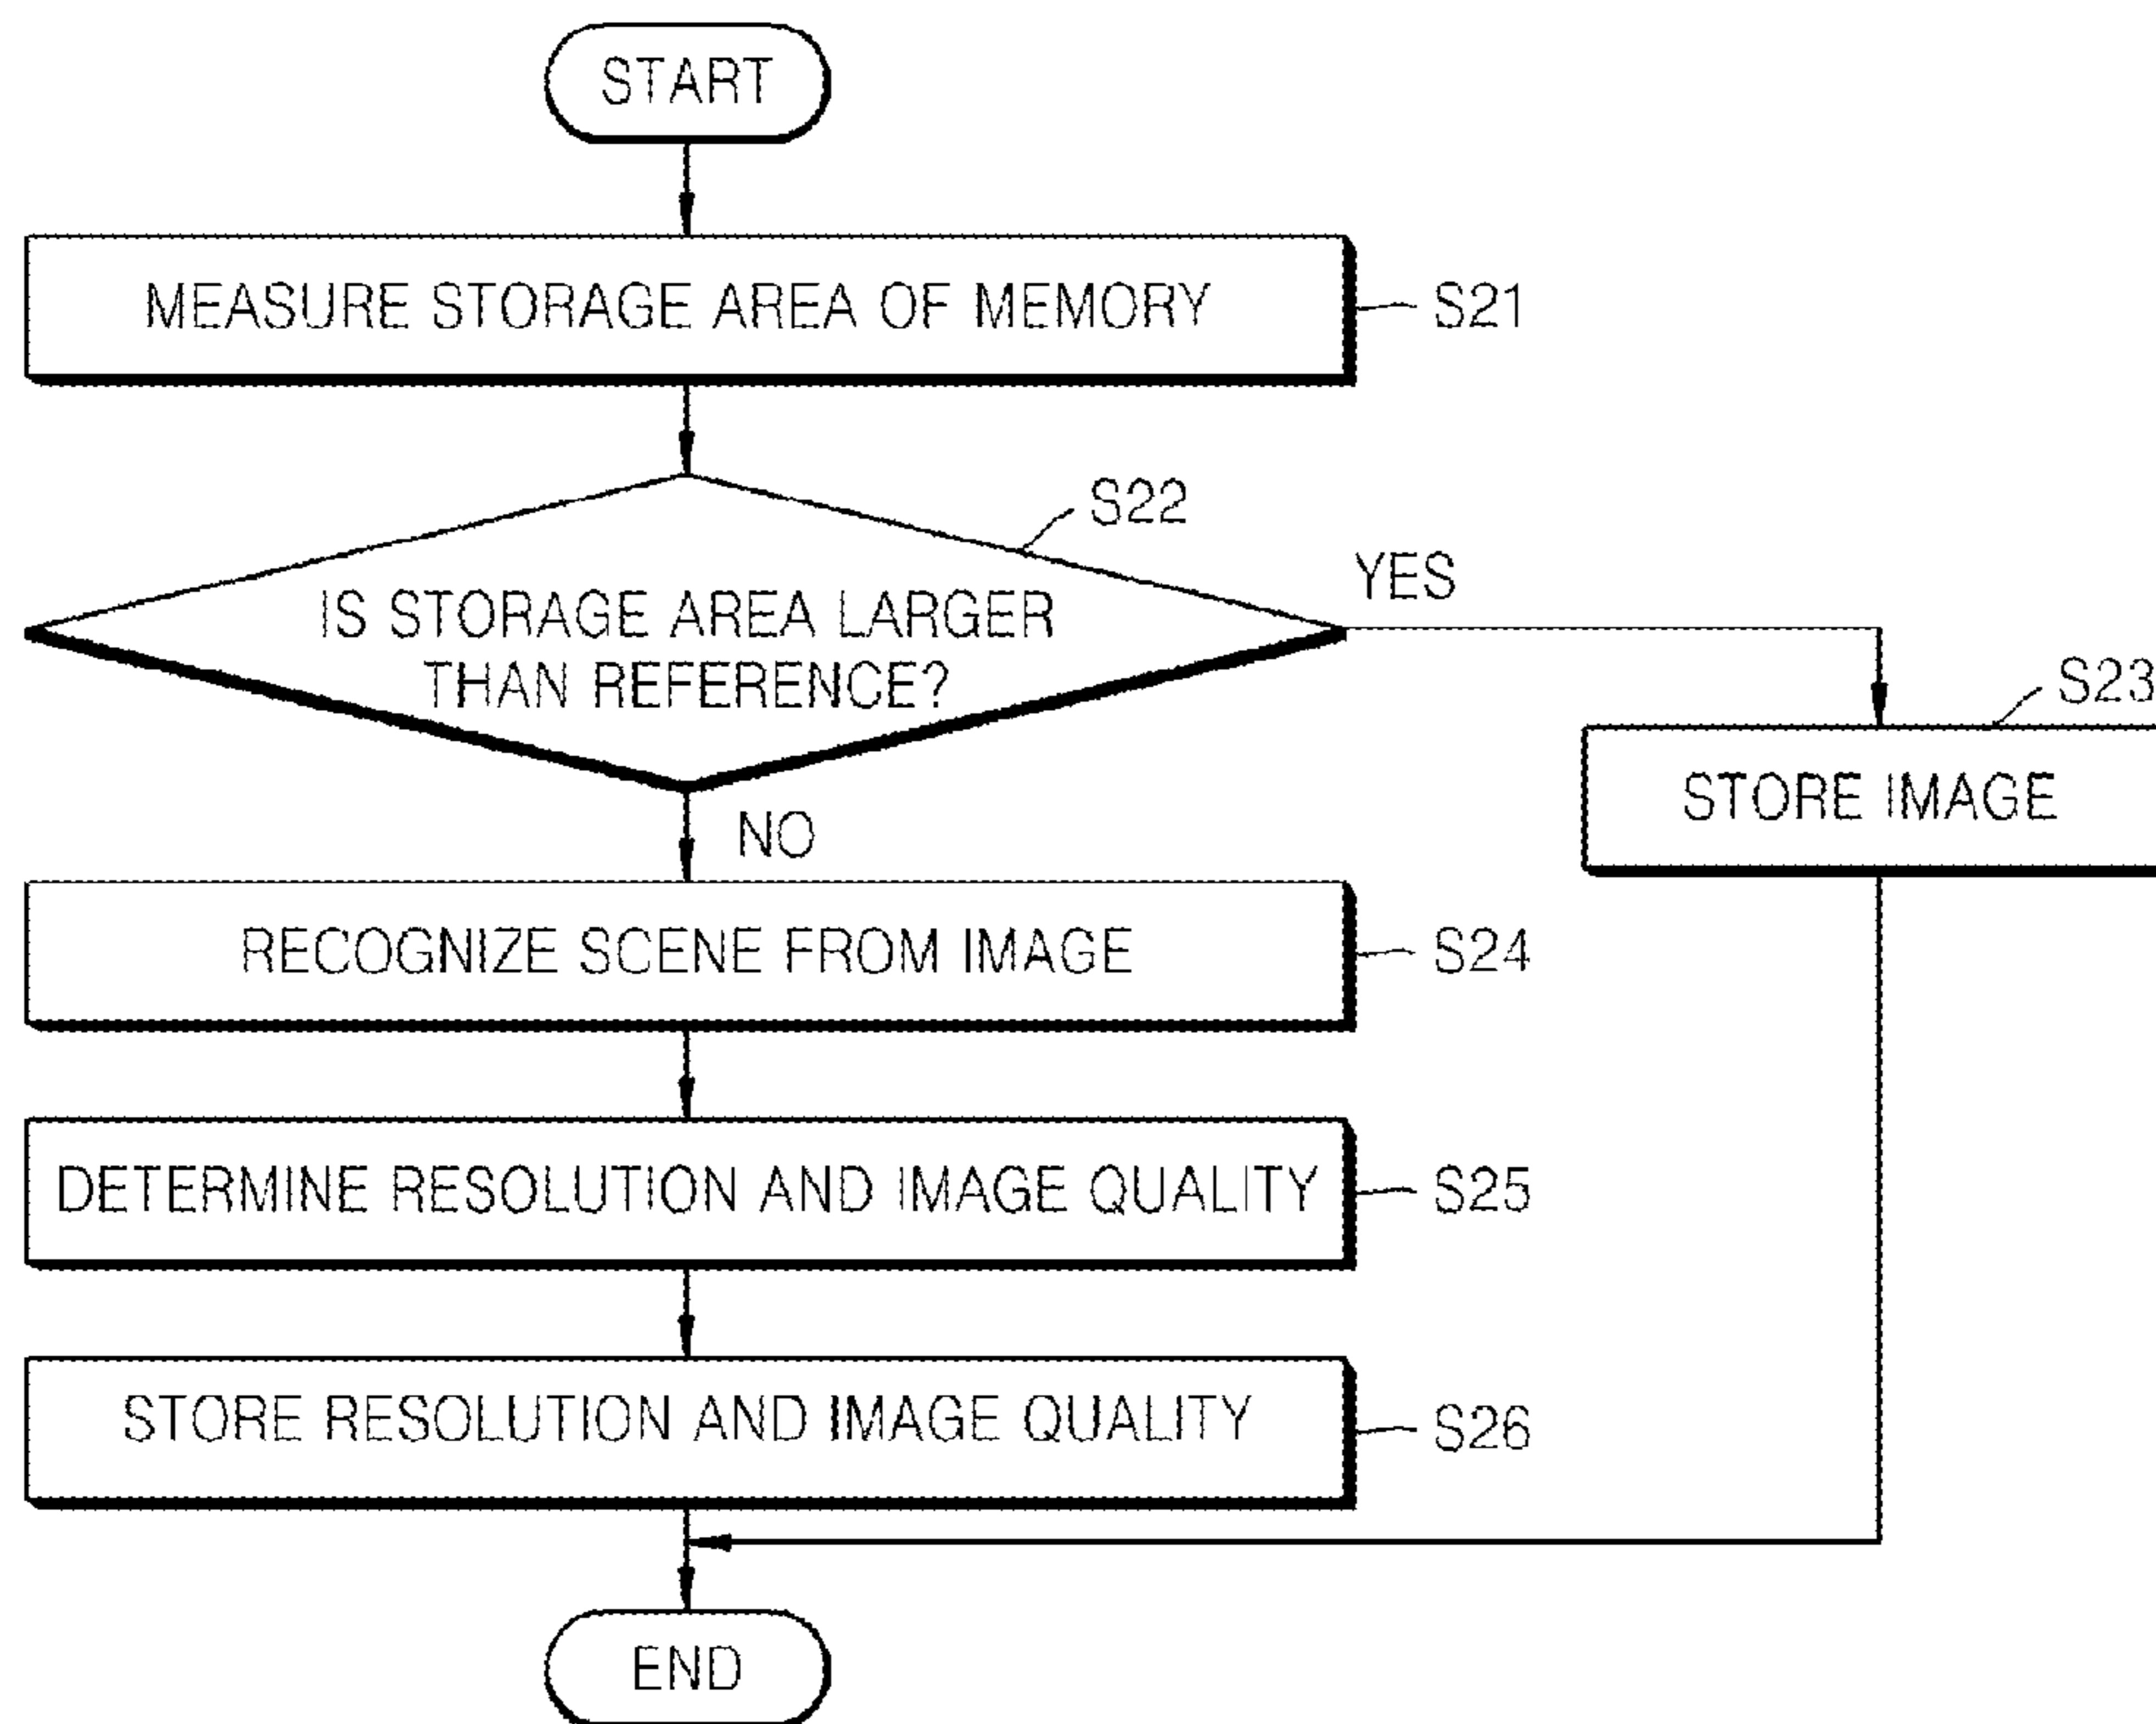 START
MEASURE STORAGE AREA OF MEMORY
S21
S22
IS STORAGE AREA LARGER
THAN REFERENCE?
YES
S23
STORE IMAGE
NO
RECOGNIZE SCENE FROM IMAGE
S24
DETERMINE RESOLUTION AND IMAGE QUALITY
S25
STORE RESOLUTION AND IMAGE QUALITY
S26
END